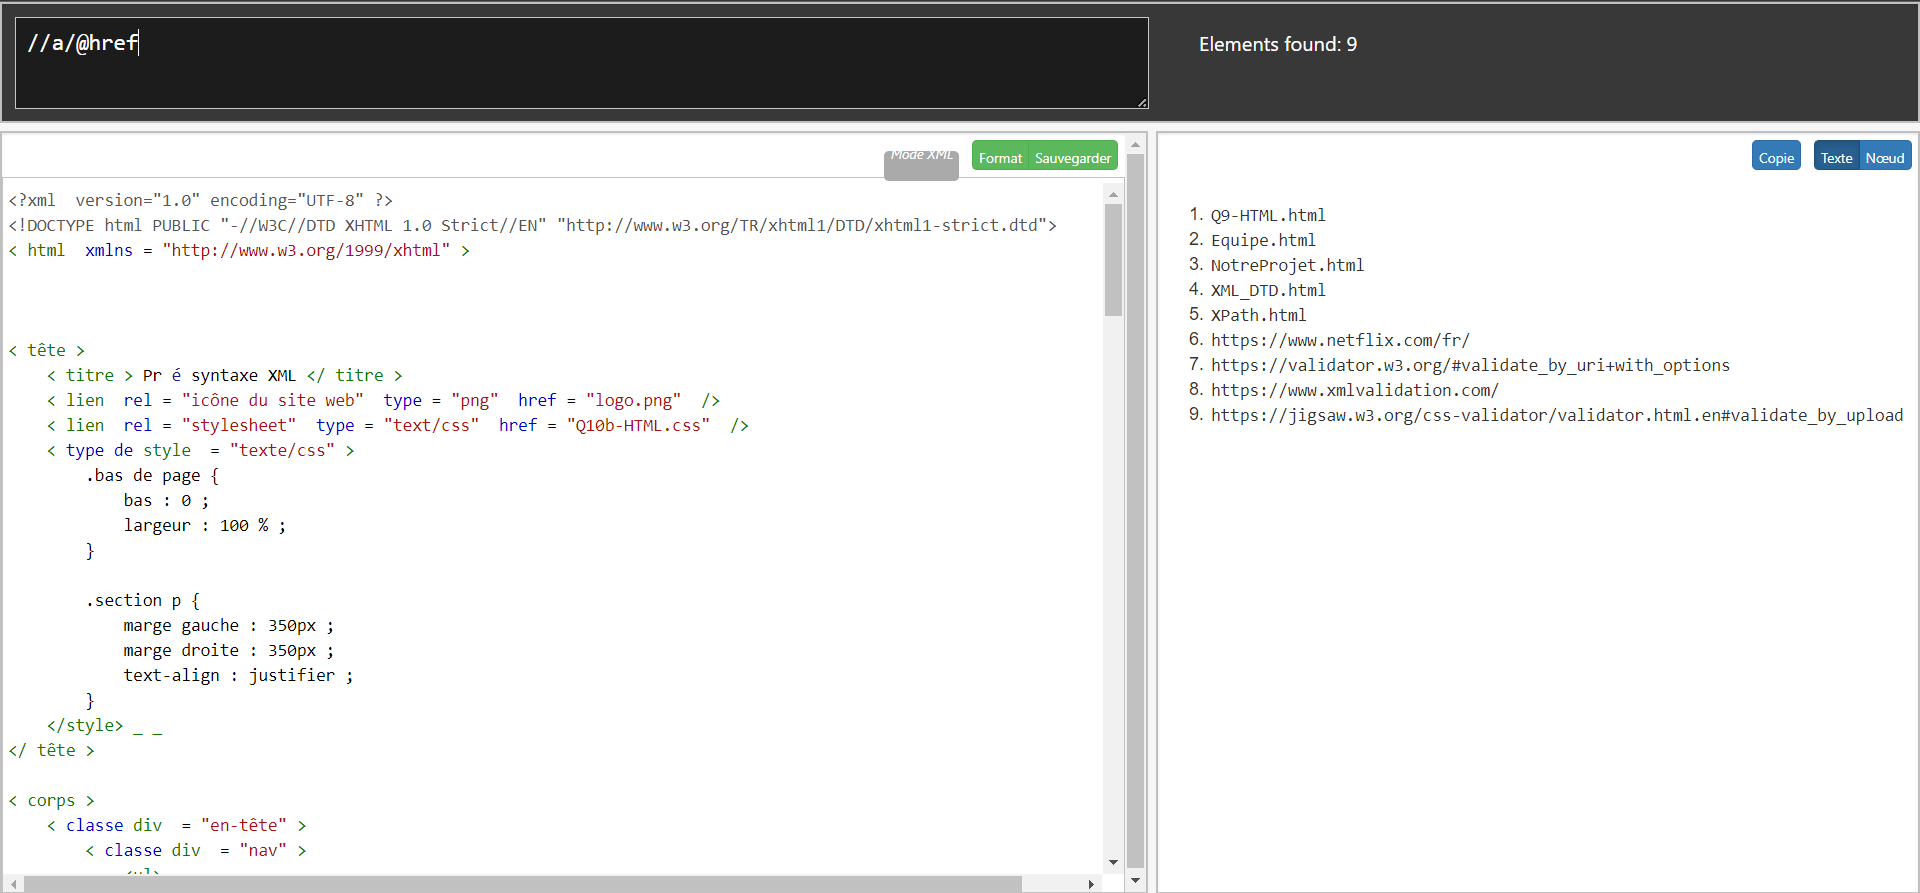 //a/@href
Elements found: 9
Mode XML
Format Sauvegarder
Copie Texte Nœud
<?xml  version="1.0" encoding="UTF-8" ?>
<!DOCTYPE html PUBLIC "-//W3C//DTD XHTML 1.0 Strict//EN" "http://www.w3.org/TR/xhtml1/DTD/xhtml1-strict.dtd">
< html  xmlns = "http://www.w3.org/1999/xhtml" >
< tête >
< titre > Pr é syntaxe XML </ titre >
< lien  rel = "icône du site web"  type = "png"  href = "logo.png"  />
< lien  rel = "stylesheet"  type = "text/css"  href = "Q10b-HTML.css"  />
< type de style  = "texte/css" >
.bas de page {
bas : 0 ;
largeur : 100 % ;
}
.section p {
marge gauche : 350px ;
marge droite : 350px ;
text-align : justifier ;
}
</style> _ _
</ tête >
< corps >
< classe div  = "en-tête" >
< classe div  = "nav" >
<ul>
1. Q9-HTML.html
2. Equipe.html
3. NotreProjet.html
4. XML_DTD.html
5. XPath.html
6. https://www.netflix.com/fr/
7. https://validator.w3.org/#validate_by_uri+with_options
8. https://www.xmlvalidation.com/
9. https://jigsaw.w3.org/css-validator/validator.html.en#validate_by_upload